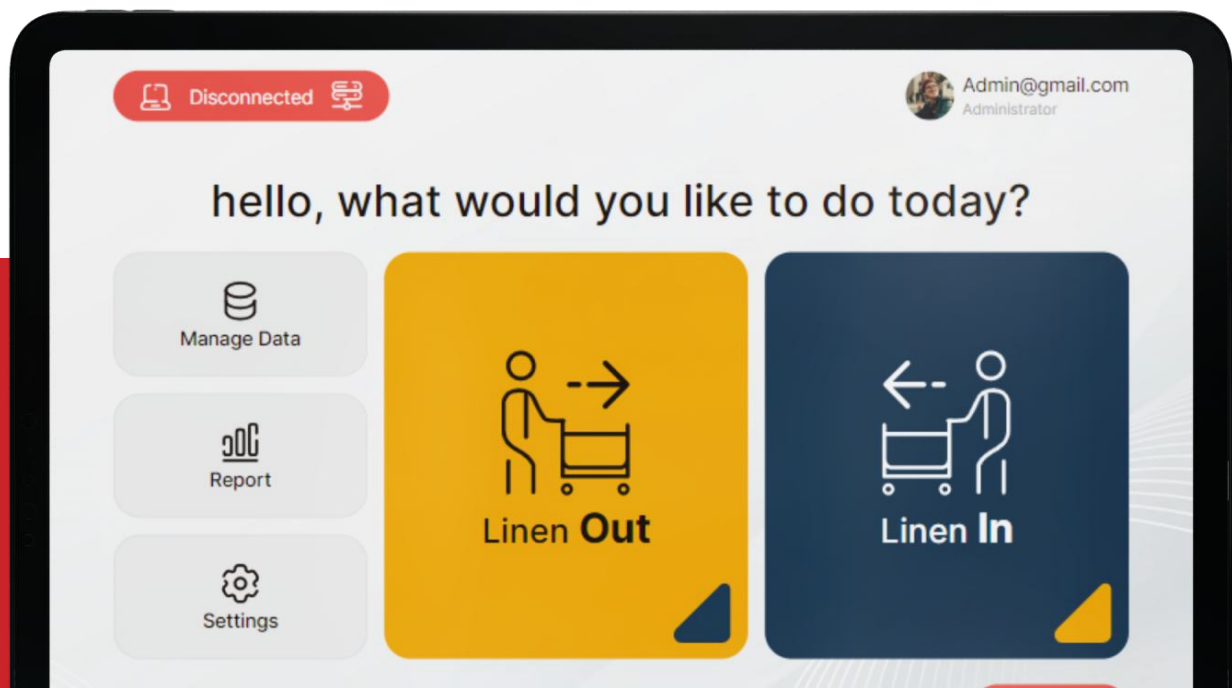 Disconnected
Admin@gmail.com
Administrator
hello, what would you like to do today?
Manage Data
Report
Settings
Linen Out
Linen In